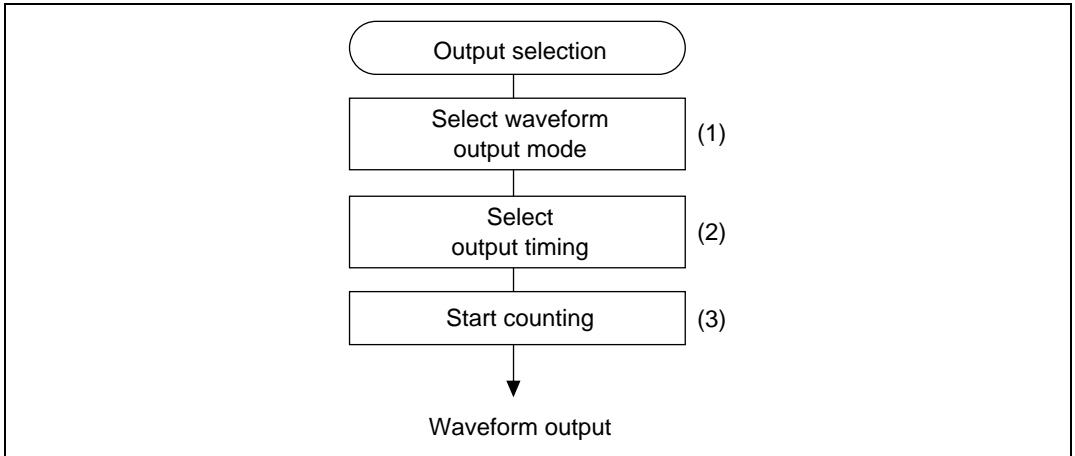 Output selection
Select waveform
output mode
(1)
Select
output timing
(2)
Start counting
(3)
Waveform output